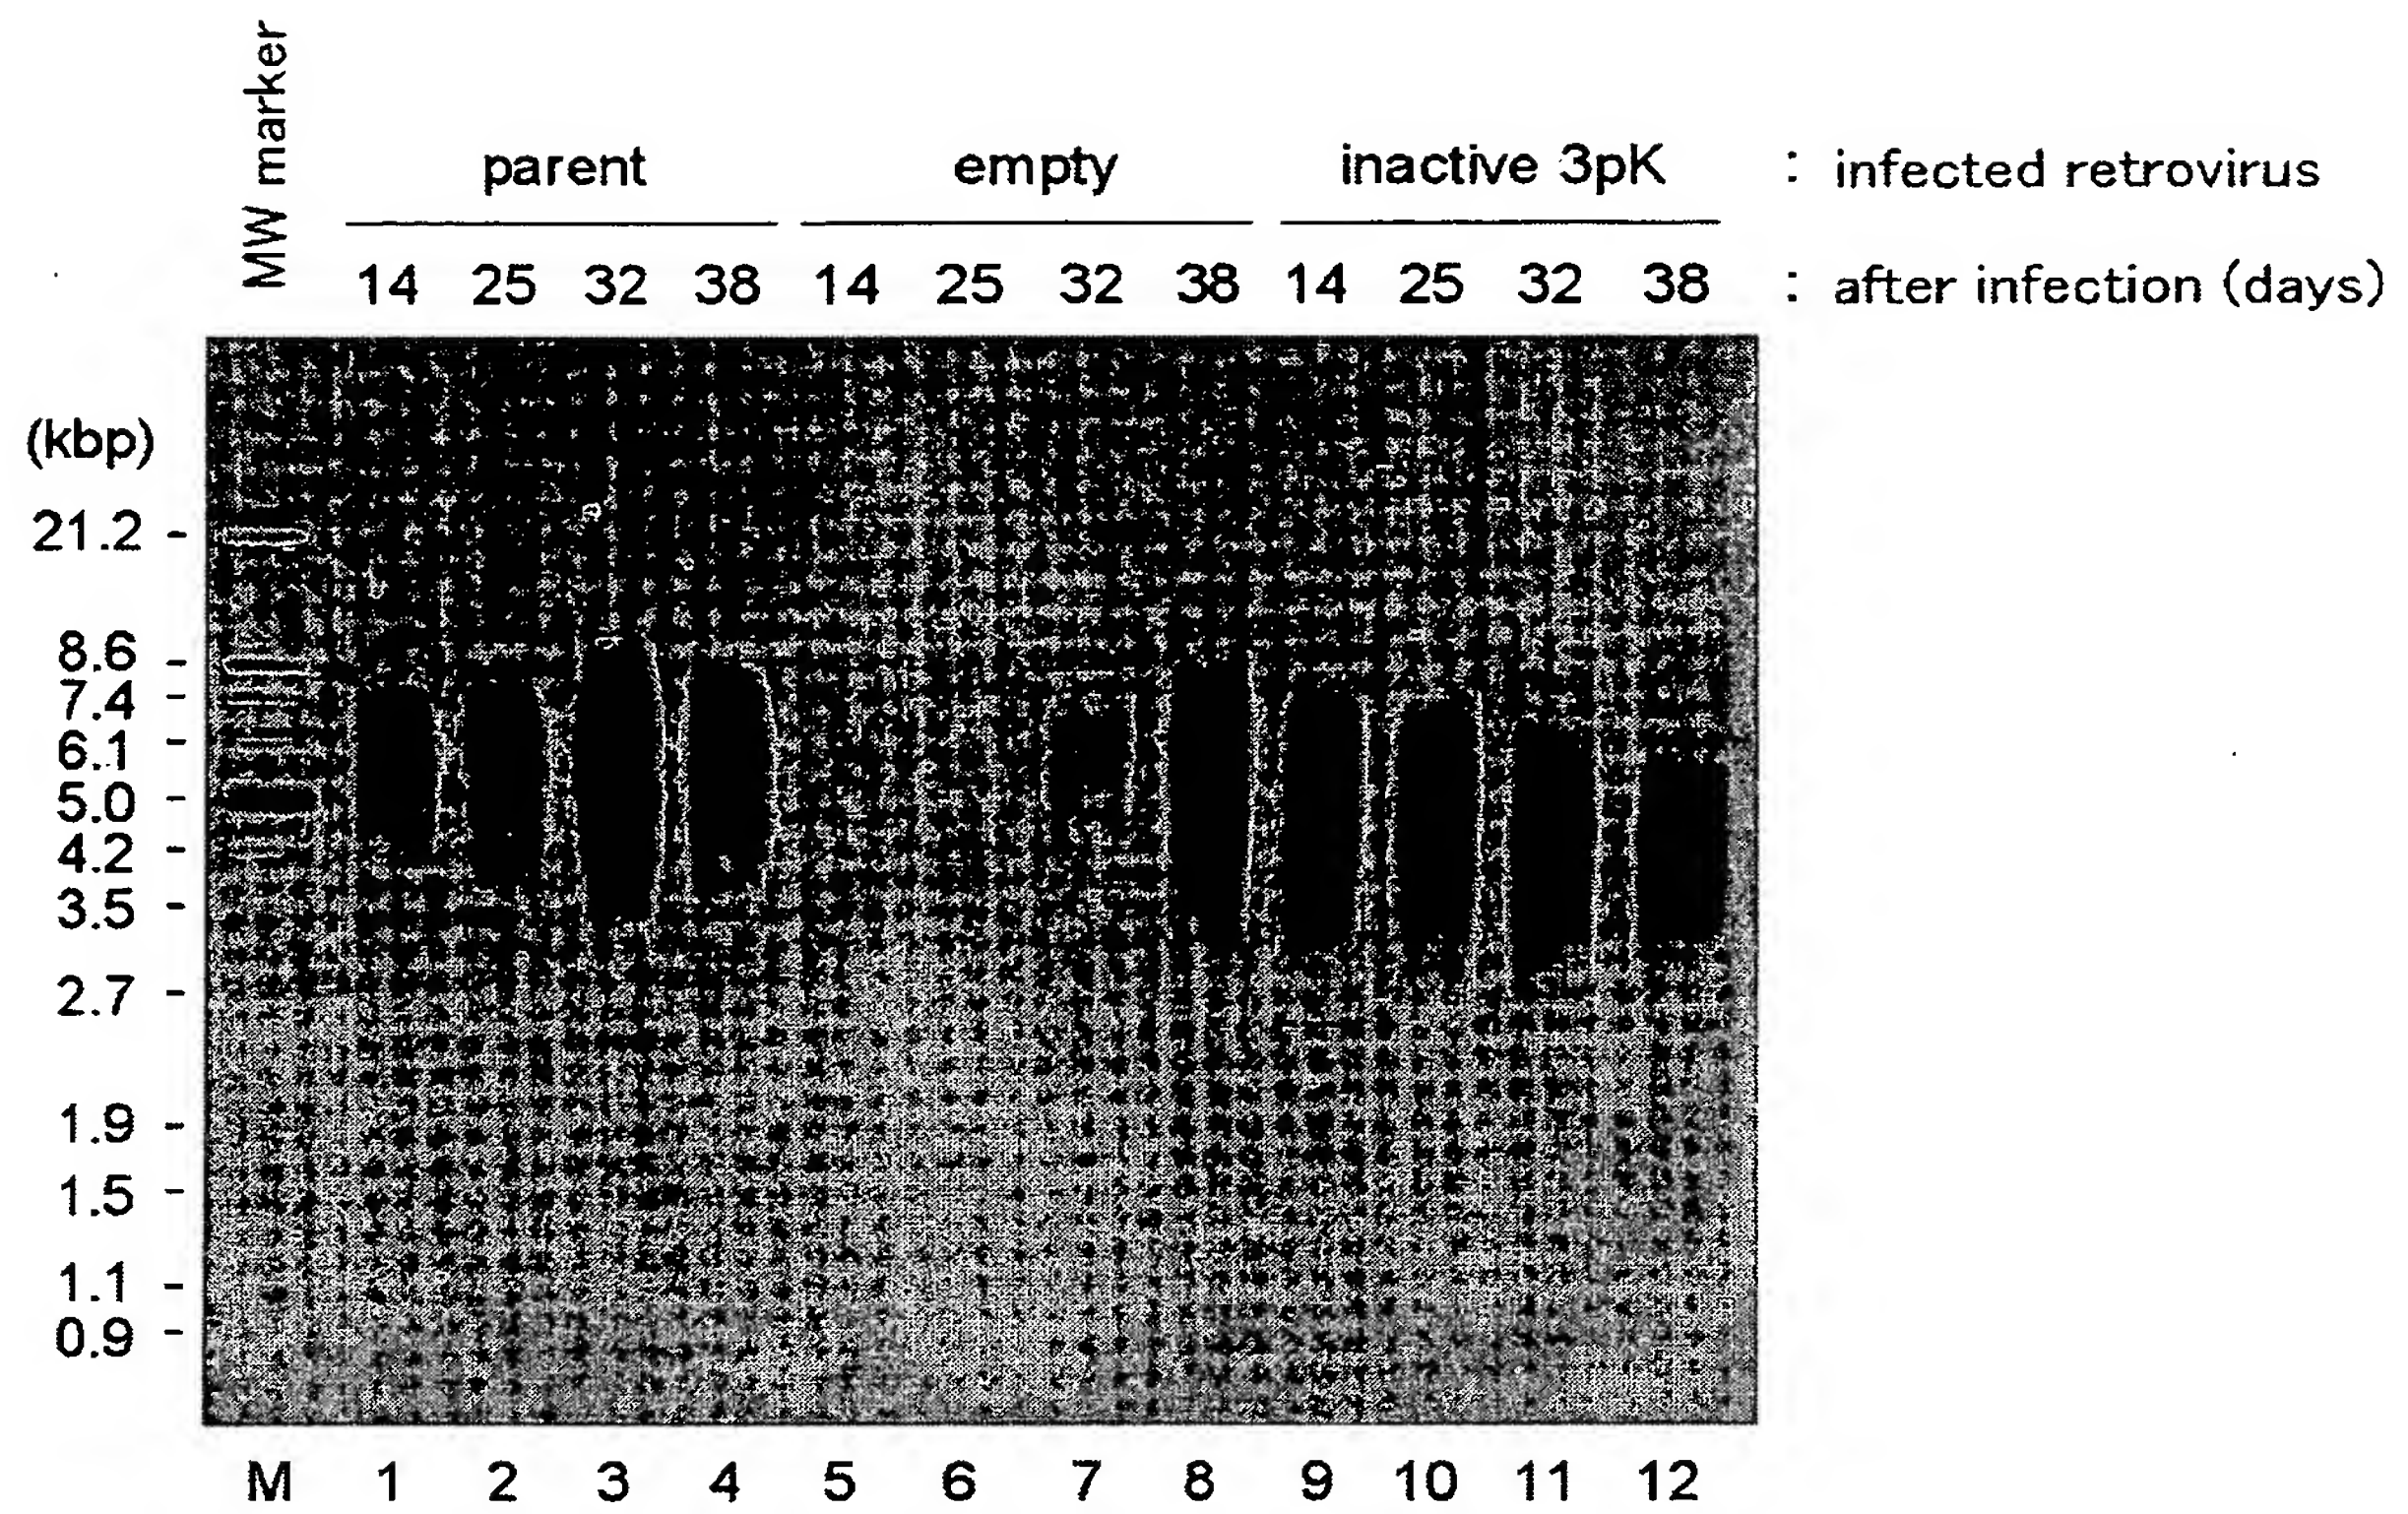 MW marker
parent empty inactive 3pK : infected retrovirus
14 25 32 38 14 25 32 38 14 25 32 38 : after infection (days)
(kbp)
21.2 -
8.6 -
7.4 -
6.1 -
5.0 -
4.2 -
3.5 -
2.7 -
1.9 -
1.5 -
1.1 -
0.9 -
M 1 2 3 4 5 6 7 8 9 10 11 12